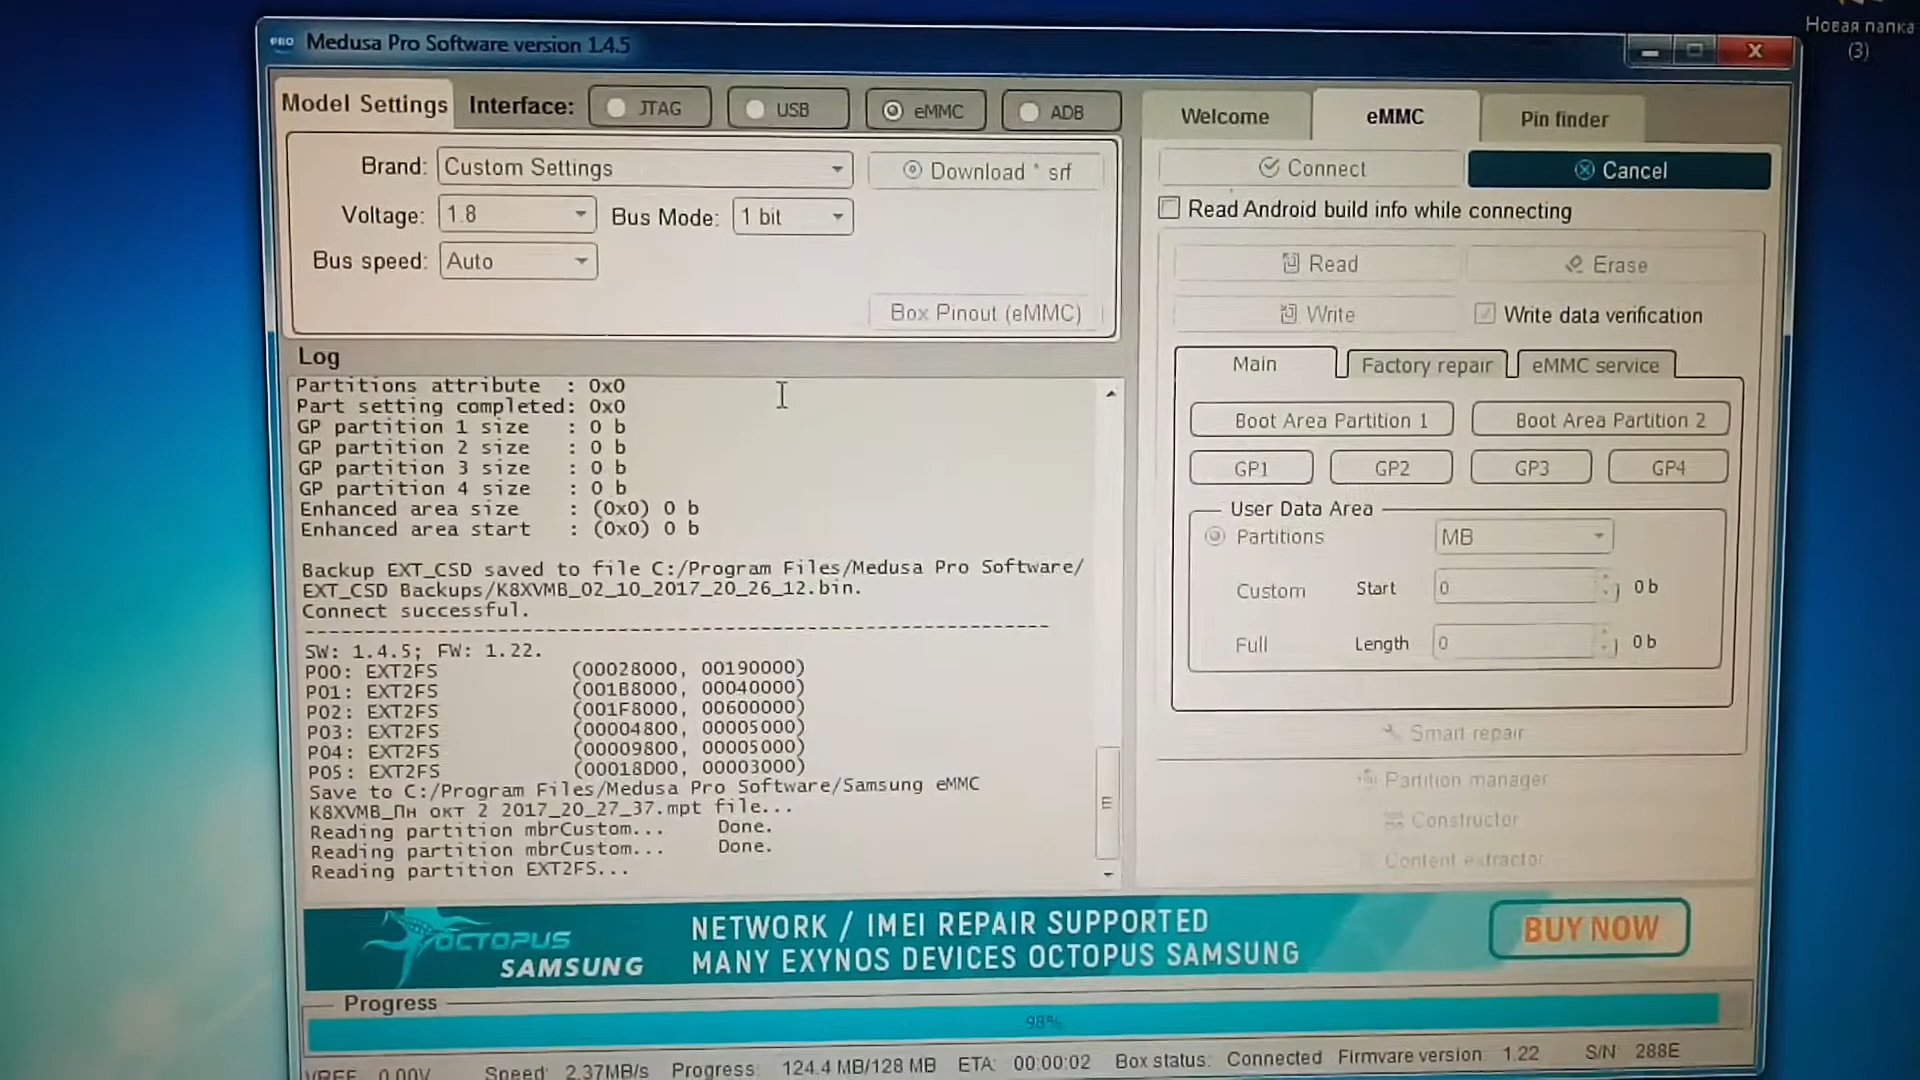 Новая папка
(3)
PRO Medusa Pro Software version 1.4.5
Model Settings Interface: JTAG USB eMMC ADB
Welcome eMMC Pin finder
Brand: Custom Settings Download *.srf
Connect Cancel
Voltage: 1.8 Bus Mode: 1 bit
Read Android build info while connecting
Bus speed: Auto
Read Erase
Box Pinout (eMMC)
Write Write data verification
Log
Main Factory repair eMMC service
Partitions attribute : 0x0
Part setting completed: 0x0
GP partition 1 size : 0 b
GP partition 2 size : 0 b
GP partition 3 size : 0 b
GP partition 4 size : 0 b
Enhanced area size : (0x0) 0 b
Enhanced area start : (0x0) 0 b
Backup EXT_CSD saved to file C:/Program Files/Medusa Pro Software/
EXT_CSD Backups/K8XVMB_02_10_2017_20_26_12.bin.
Connect successful.
--------------------------------------------------------------
SW: 1.4.5; FW: 1.22.
P00: EXT2FS (00028000, 00190000)
P01: EXT2FS (001B8000, 00040000)
P02: EXT2FS (001F8000, 00600000)
P03: EXT2FS (00004800, 00005000)
P04: EXT2FS (00009800, 00005000)
P05: EXT2FS (00018D00, 00003000)
Save to C:/Program Files/Medusa Pro Software/Samsung eMMC
K8XVMB_Пн окт 2 2017_20_27_37.mpt file...
Reading partition mbrCustom... Done.
Reading partition mbrCustom... Done.
Reading partition EXT2FS...
Boot Area Partition 1 Boot Area Partition 2
GP1 GP2 GP3 GP4
User Data Area
Partitions MB
Custom Start 0 0 b
Full Length 0 0 b
Smart repair
Partition manager
Constructor
Content extractor
OCTOPUS
SAMSUNG
NETWORK / IMEI REPAIR SUPPORTED
MANY EXYNOS DEVICES OCTOPUS SAMSUNG
BUY NOW
Progress
98%
VREF 0.00V Speed: 2.37MB/s Progress: 124.4 MB/128 MB ETA: 00:00:02 Box status: Connected Firmware version: 1.22 S/N: 288E